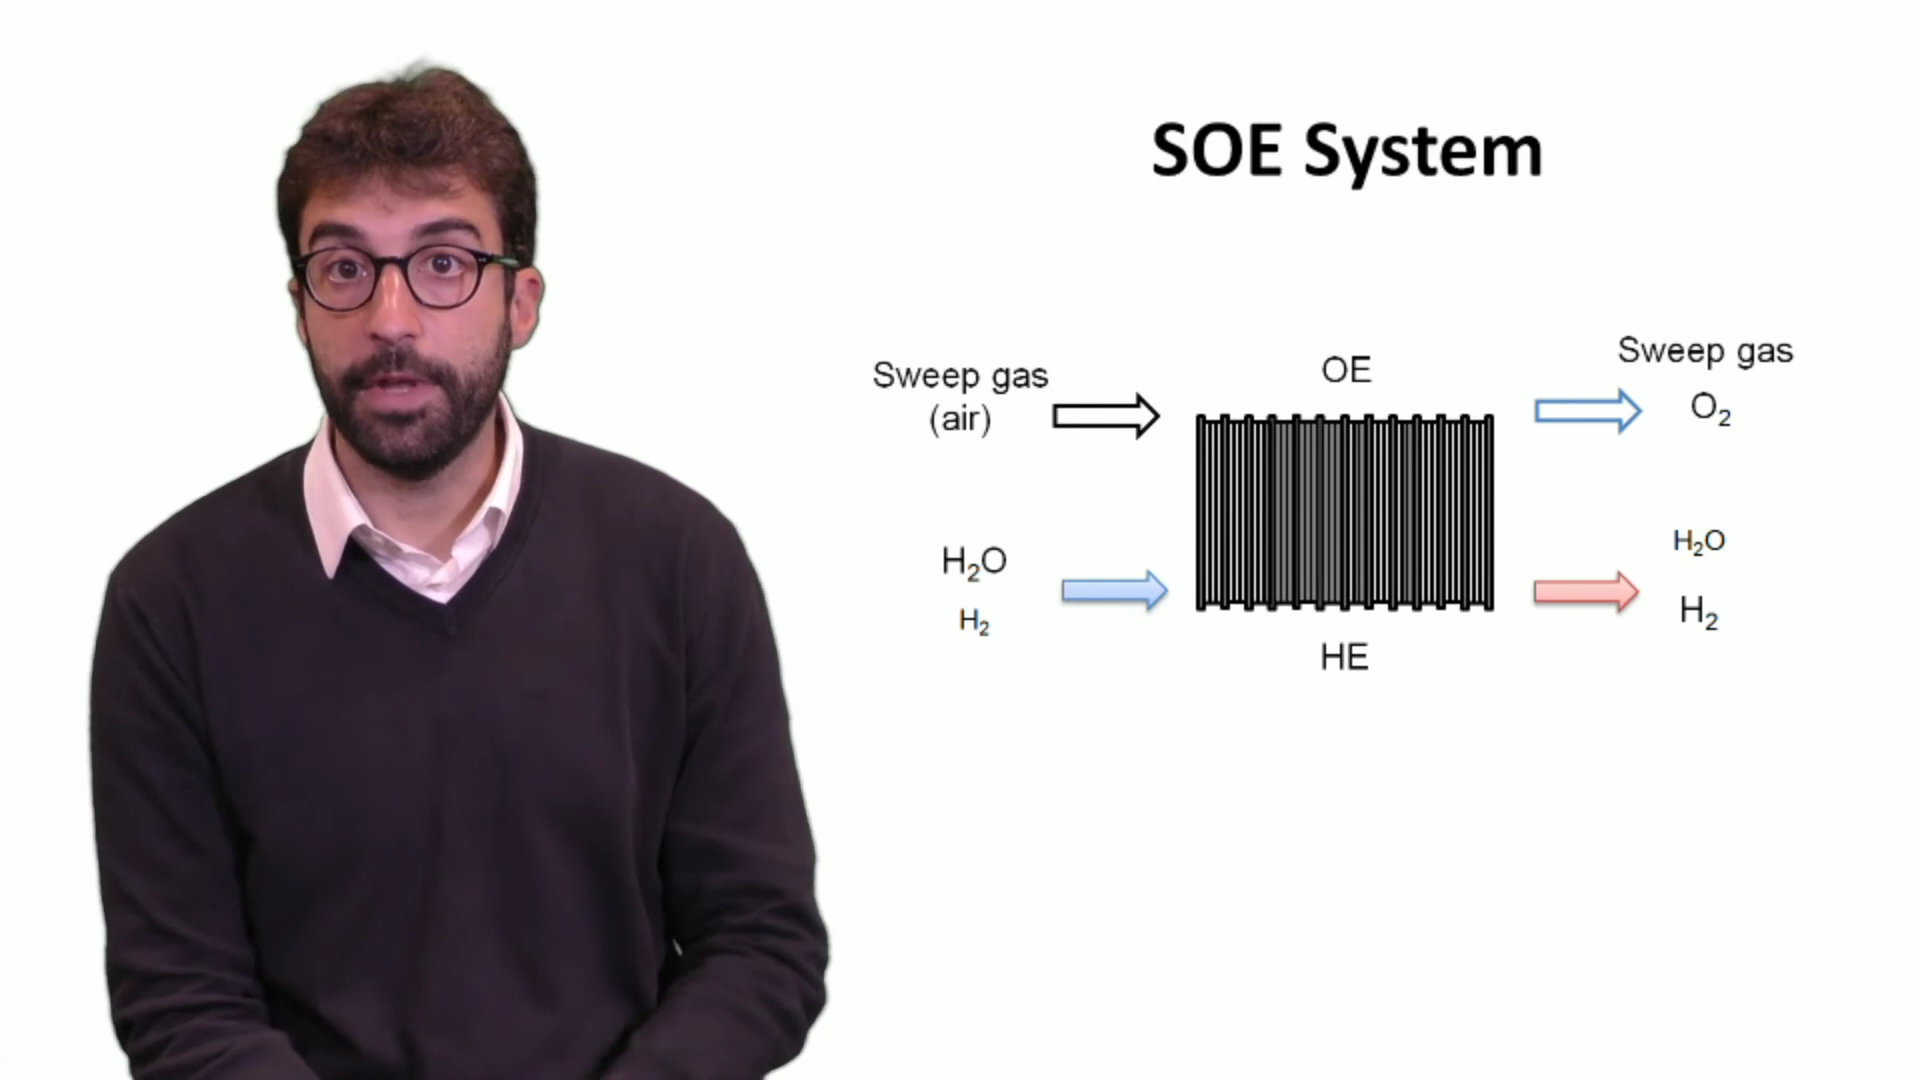 SOE System
Sweep gas
(air)
OE
Sweep gas
O₂
H₂O
H₂
H₂O
H₂
HE